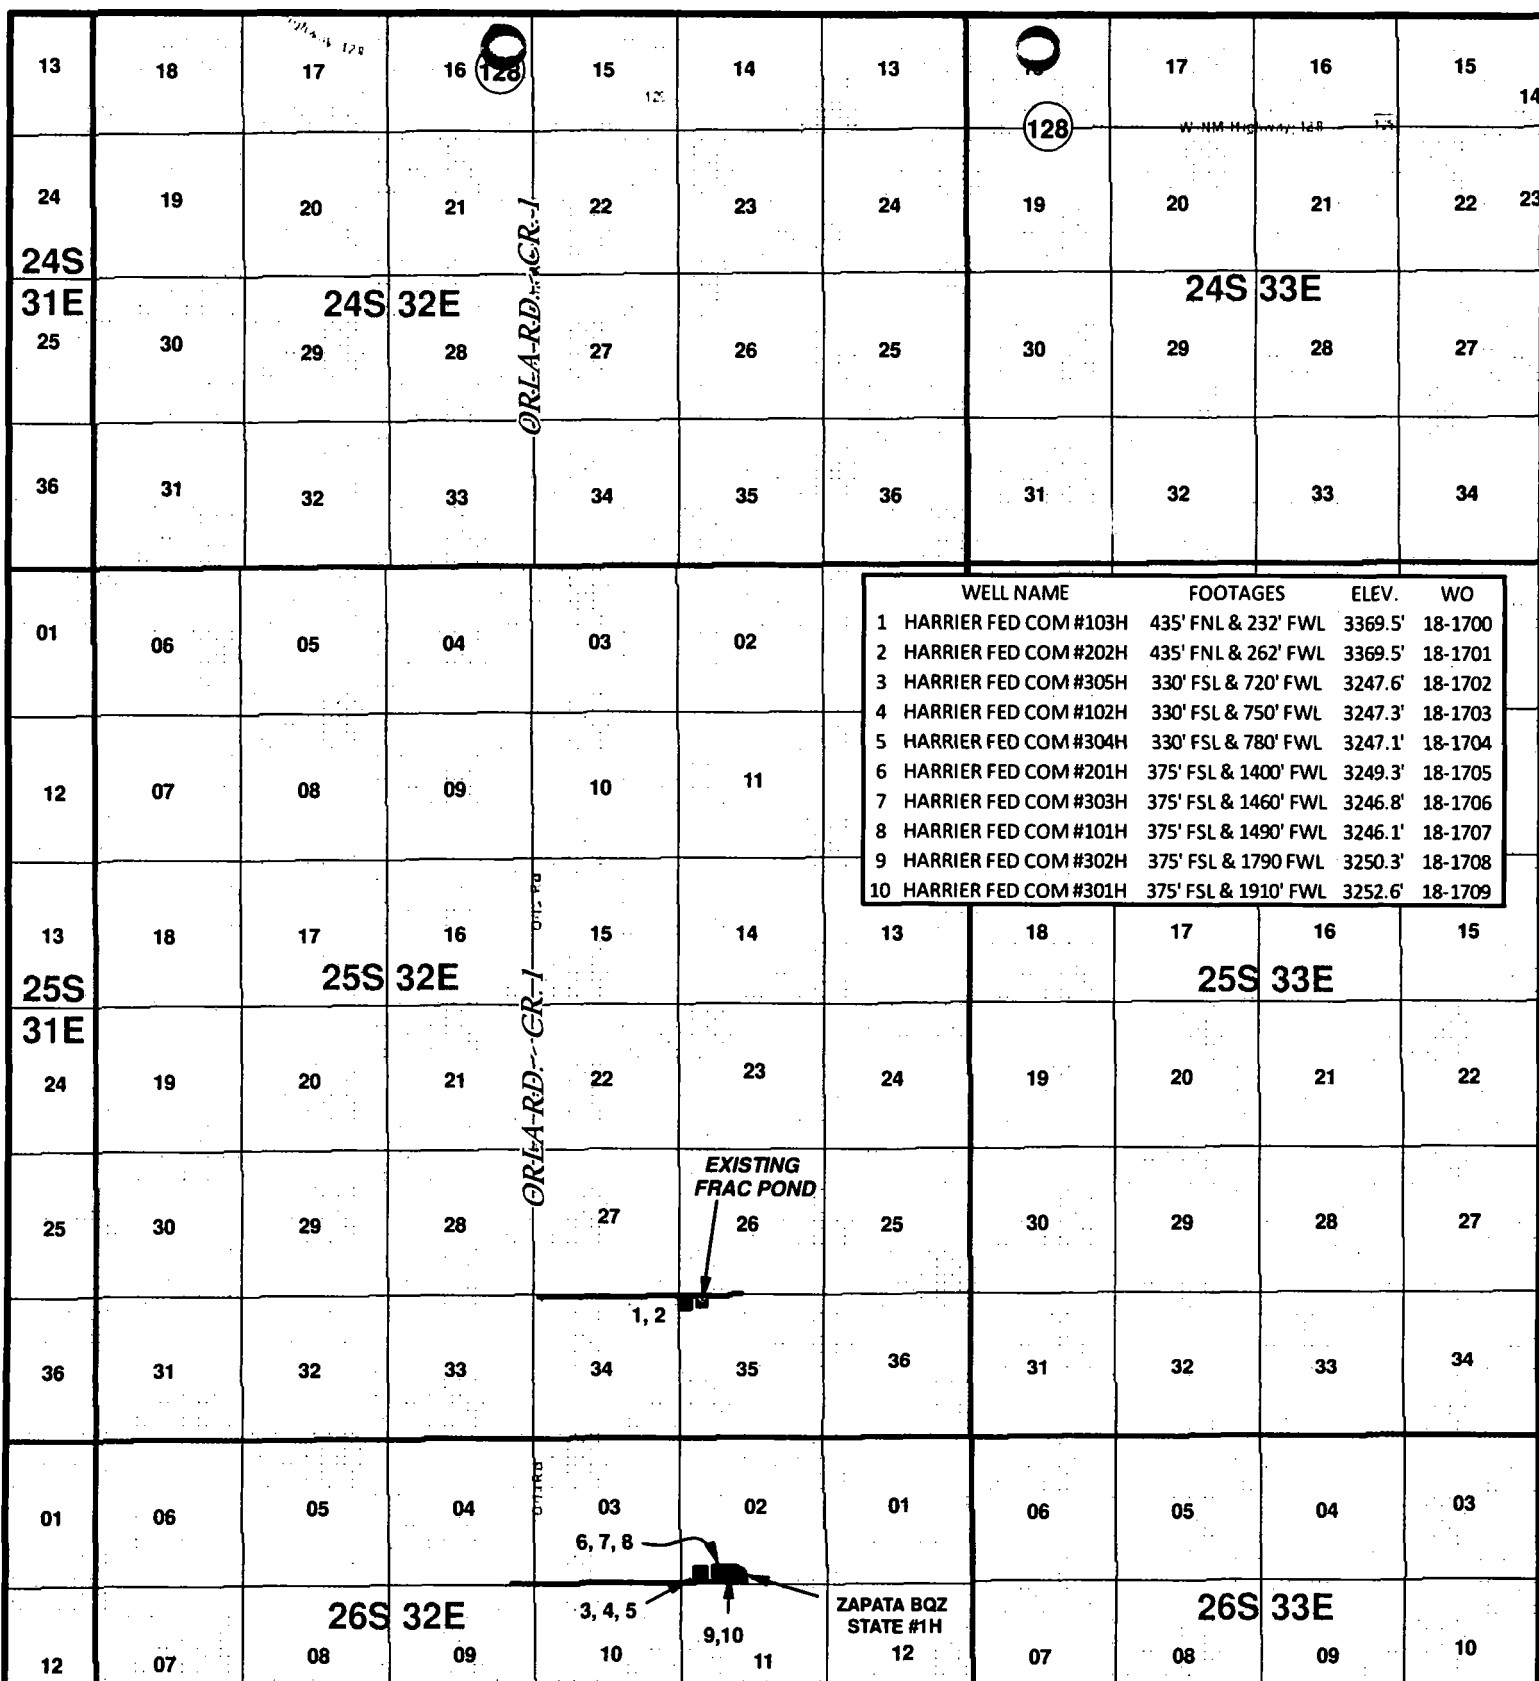 128
13 18 17 16 128 15 14 13 17 16 15
125 14
128 W NM Highway 128
24 19 20 21 22 23 24 19 20 21 22 23
24S
31E 24S 32E 24S 33E
ORLA RD. - CR. 1
25 30 29 28 27 26 25 30 29 28 27
36 31 32 33 34 35 36 31 32 33 34
WELL NAME FOOTAGES ELEV. WO
1 HARRIER FED COM #103H 435' FNL & 232' FWL 3369.5' 18-1700
2 HARRIER FED COM #202H 435' FNL & 262' FWL 3369.5' 18-1701
3 HARRIER FED COM #305H 330' FSL & 720' FWL 3247.6' 18-1702
4 HARRIER FED COM #102H 330' FSL & 750' FWL 3247.3' 18-1703
5 HARRIER FED COM #304H 330' FSL & 780' FWL 3247.1' 18-1704
6 HARRIER FED COM #201H 375' FSL & 1400' FWL 3249.3' 18-1705
7 HARRIER FED COM #303H 375' FSL & 1460' FWL 3246.8' 18-1706
8 HARRIER FED COM #101H 375' FSL & 1490' FWL 3246.1' 18-1707
9 HARRIER FED COM #302H 375' FSL & 1790 FWL 3250.3' 18-1708
10 HARRIER FED COM #301H 375' FSL & 1910' FWL 3252.6' 18-1709
01 06 05 04 03 02
12 07 08 09 10 11
Orla Rd
13 18 17 16 15 14 13 18 17 16 15
25S
31E 25S 32E 25S 33E
ORLA RD. - CR. 1
24 19 20 21 22 23 24 19 20 21 22
EXISTING
FRAC POND
25 30 29 28 27 26 25 30 29 28 27
1, 2
36 31 32 33 34 35 36 31 32 33 34
Orla Rd
01 06 05 04 03 02 01 06 05 04 03
6, 7, 8
3, 4, 5
9,10
ZAPATA BQZ
STATE #1H
26S 32E 26S 33E
12 07 08 09 10 11 12 07 08 09 10